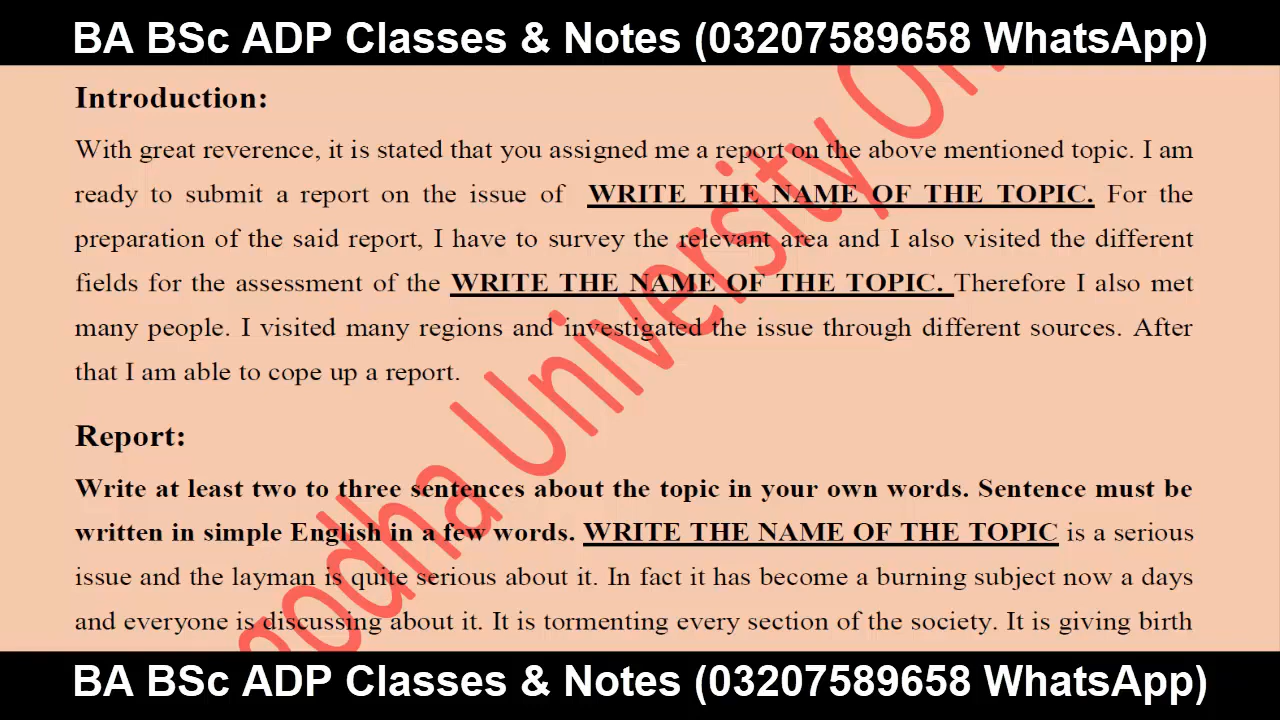 BA BSc ADP Classes & Notes (03207589658 WhatsApp)
Introduction:
With great reverence, it is stated that you assigned me a report on the above mentioned topic. I am
ready to submit a report on the issue of WRITE THE NAME OF THE TOPIC. For the
preparation of the said report, I have to survey the relevant area and I also visited the different
fields for the assessment of the WRITE THE NAME OF THE TOPIC. Therefore I also met
many people. I visited many regions and investigated the issue through different sources. After
that I am able to cope up a report.
Report:
Write at least two to three sentences about the topic in your own words. Sentence must be
written in simple English in a few words. WRITE THE NAME OF THE TOPIC is a serious
issue and the layman is quite serious about it. In fact it has become a burning subject now a days
and everyone is discussing about it. It is tormenting every section of the society. It is giving birth
University
BA BSc ADP Classes & Notes (03207589658 WhatsApp)